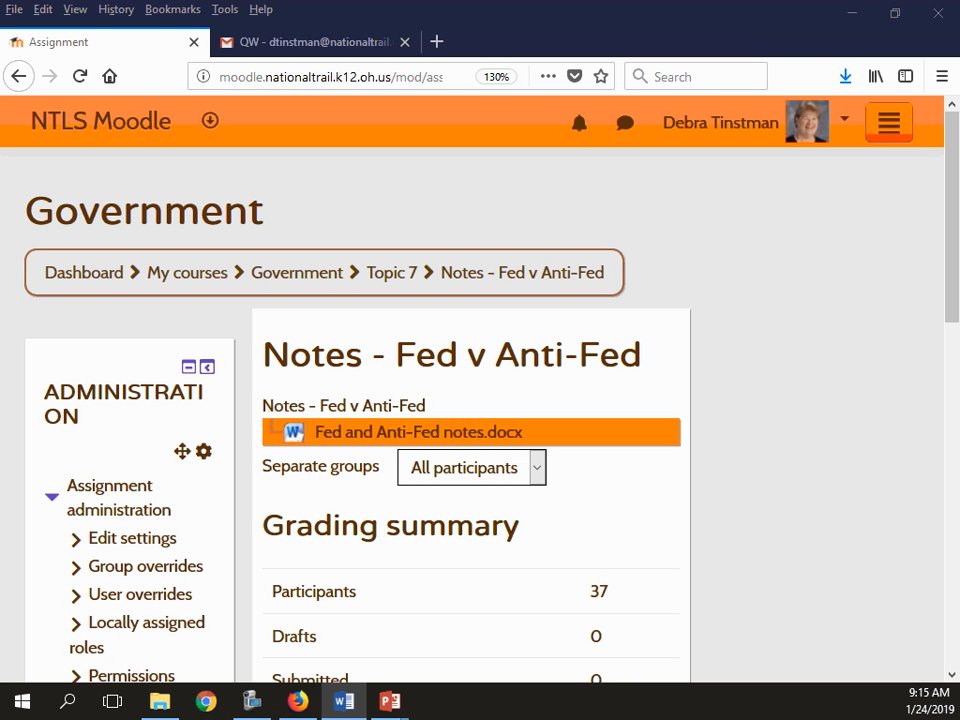 File Edit View History Bookmarks Tools Help
Assignment
QW - dtinstman@nationaltrail.
moodle.nationaltrail.k12.oh.us/mod/ass
130%
Search
NTLS Moodle
Debra Tinstman
Government
Dashboard > My courses > Government > Topic 7 > Notes - Fed v Anti-Fed
ADMINISTRATI
ON
Assignment
administration
Edit settings
Group overrides
User overrides
Locally assigned
roles
Permissions
Notes - Fed v Anti-Fed
Notes - Fed v Anti-Fed
Fed and Anti-Fed notes.docx
Separate groups All participants
Grading summary
Participants 37
Drafts 0
Submitted 0
9:15 AM
1/24/2019